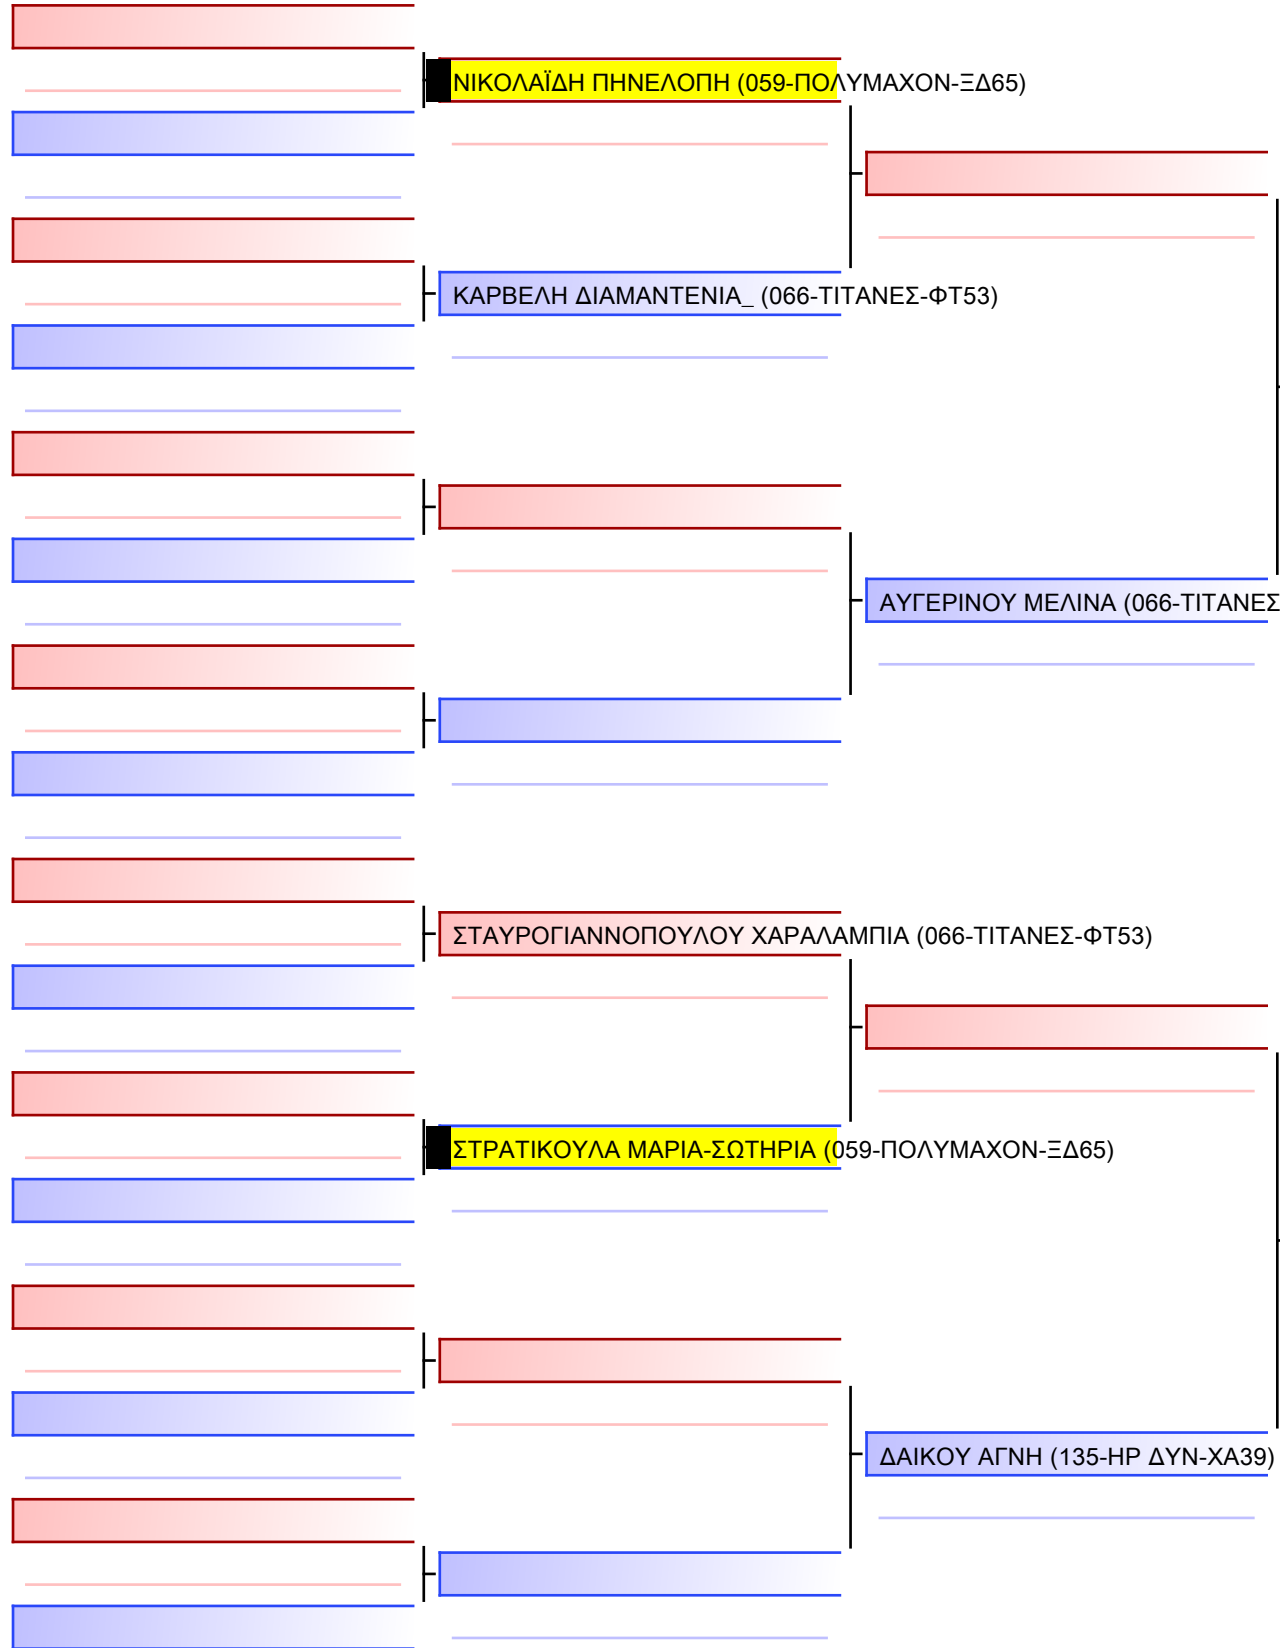 ΝΙΚΟΛΑΪΔΗ ΠΗΝΕΛΟΠΗ (059-ΠΟΛΥΜΑΧΟΝ-ΞΔ65)
ΚΑΡΒΕΛΗ ΔΙΑΜΑΝΤΕΝΙΑ_ (066-ΤΙΤΑΝΕΣ-ΦΤ53)
ΑΥΓΕΡΙΝΟΥ ΜΕΛΙΝΑ (066-ΤΙΤΑΝΕΣ
ΣΤΑΥΡΟΓΙΑΝΝΟΠΟΥΛΟΥ ΧΑΡΑΛΑΜΠΙΑ (066-ΤΙΤΑΝΕΣ-ΦΤ53)
ΣΤΡΑΤΙΚΟΥΛΑ ΜΑΡΙΑ-ΣΩΤΗΡΙΑ (059-ΠΟΛΥΜΑΧΟΝ-ΞΔ65)
ΔΑΙΚΟΥ ΑΓΝΗ (135-ΗΡ ΔΥΝ-ΧΑ39)